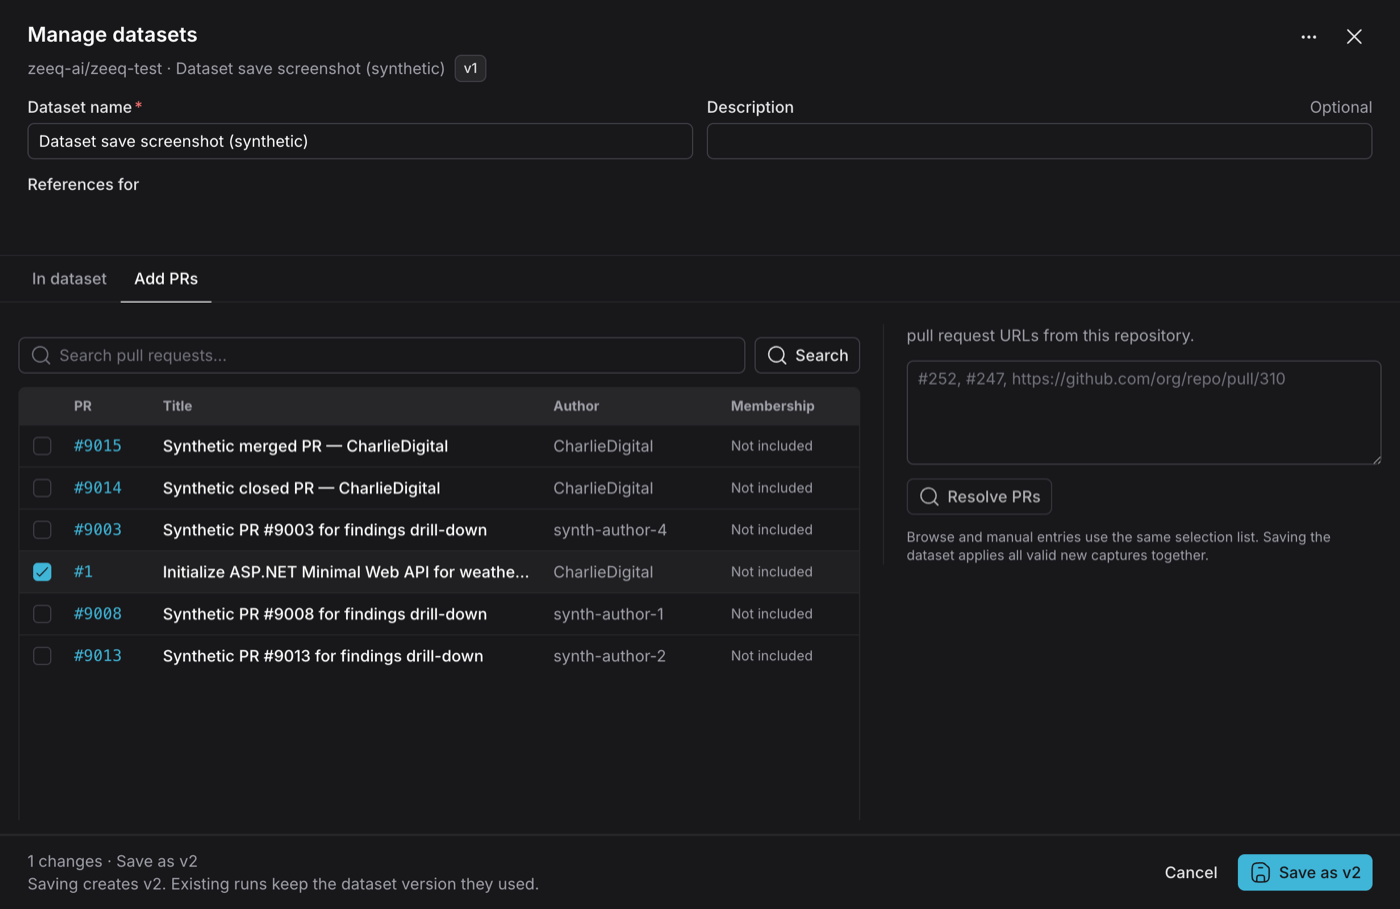 Manage datasets
zeeq-ai/zeeq-test · Dataset save screenshot (synthetic) v1
Dataset name *
Description
Optional
Dataset save screenshot (synthetic)
References for
In dataset
Add PRs
Search pull requests...
Search
PR Title Author Membership
#9015 Synthetic merged PR — CharlieDigital CharlieDigital Not included
#9014 Synthetic closed PR — CharlieDigital CharlieDigital Not included
#9003 Synthetic PR #9003 for findings drill-down synth-author-4 Not included
#1 Initialize ASP.NET Minimal Web API for weathe... CharlieDigital Not included
#9008 Synthetic PR #9008 for findings drill-down synth-author-1 Not included
#9013 Synthetic PR #9013 for findings drill-down synth-author-2 Not included
pull request URLs from this repository.
#252, #247, https://github.com/org/repo/pull/310
Resolve PRs
Browse and manual entries use the same selection list. Saving the
dataset applies all valid new captures together.
1 changes · Save as v2
Saving creates v2. Existing runs keep the dataset version they used.
Cancel
Save as v2